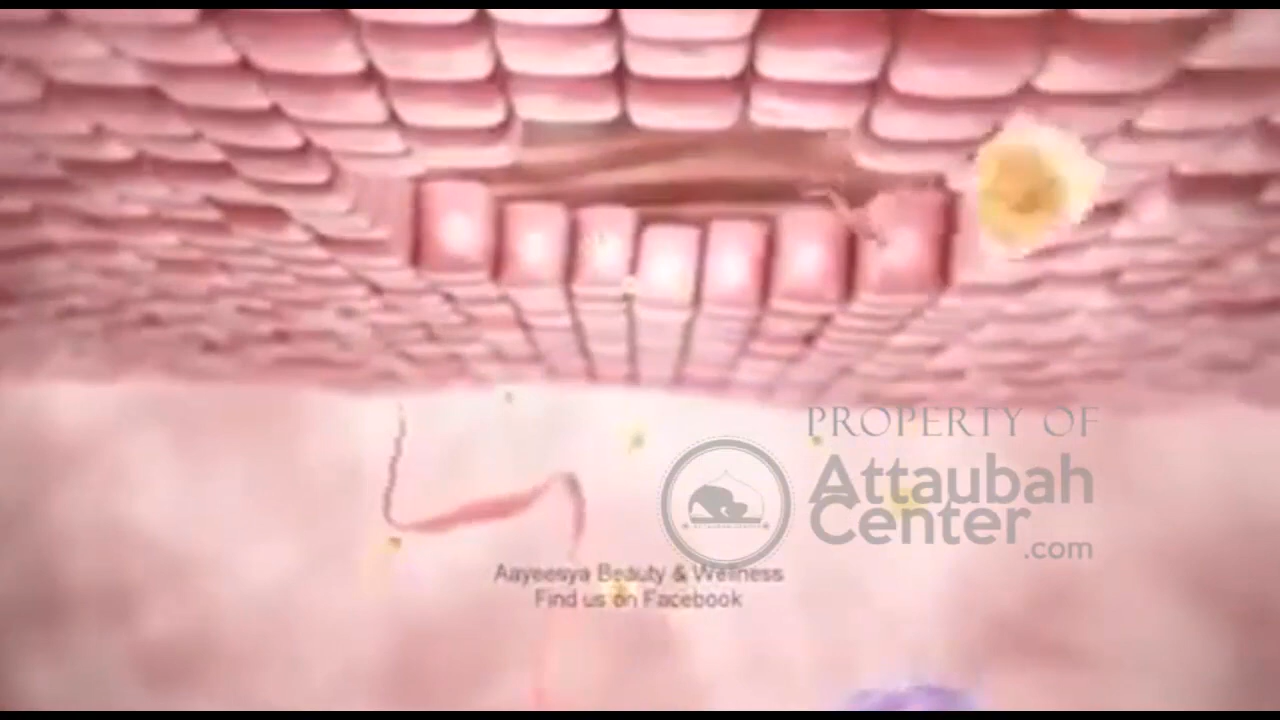 PROPERTY OF
Attaubah
Center
.com
Aayeesya Beauty & Wellness
Find us on Facebook